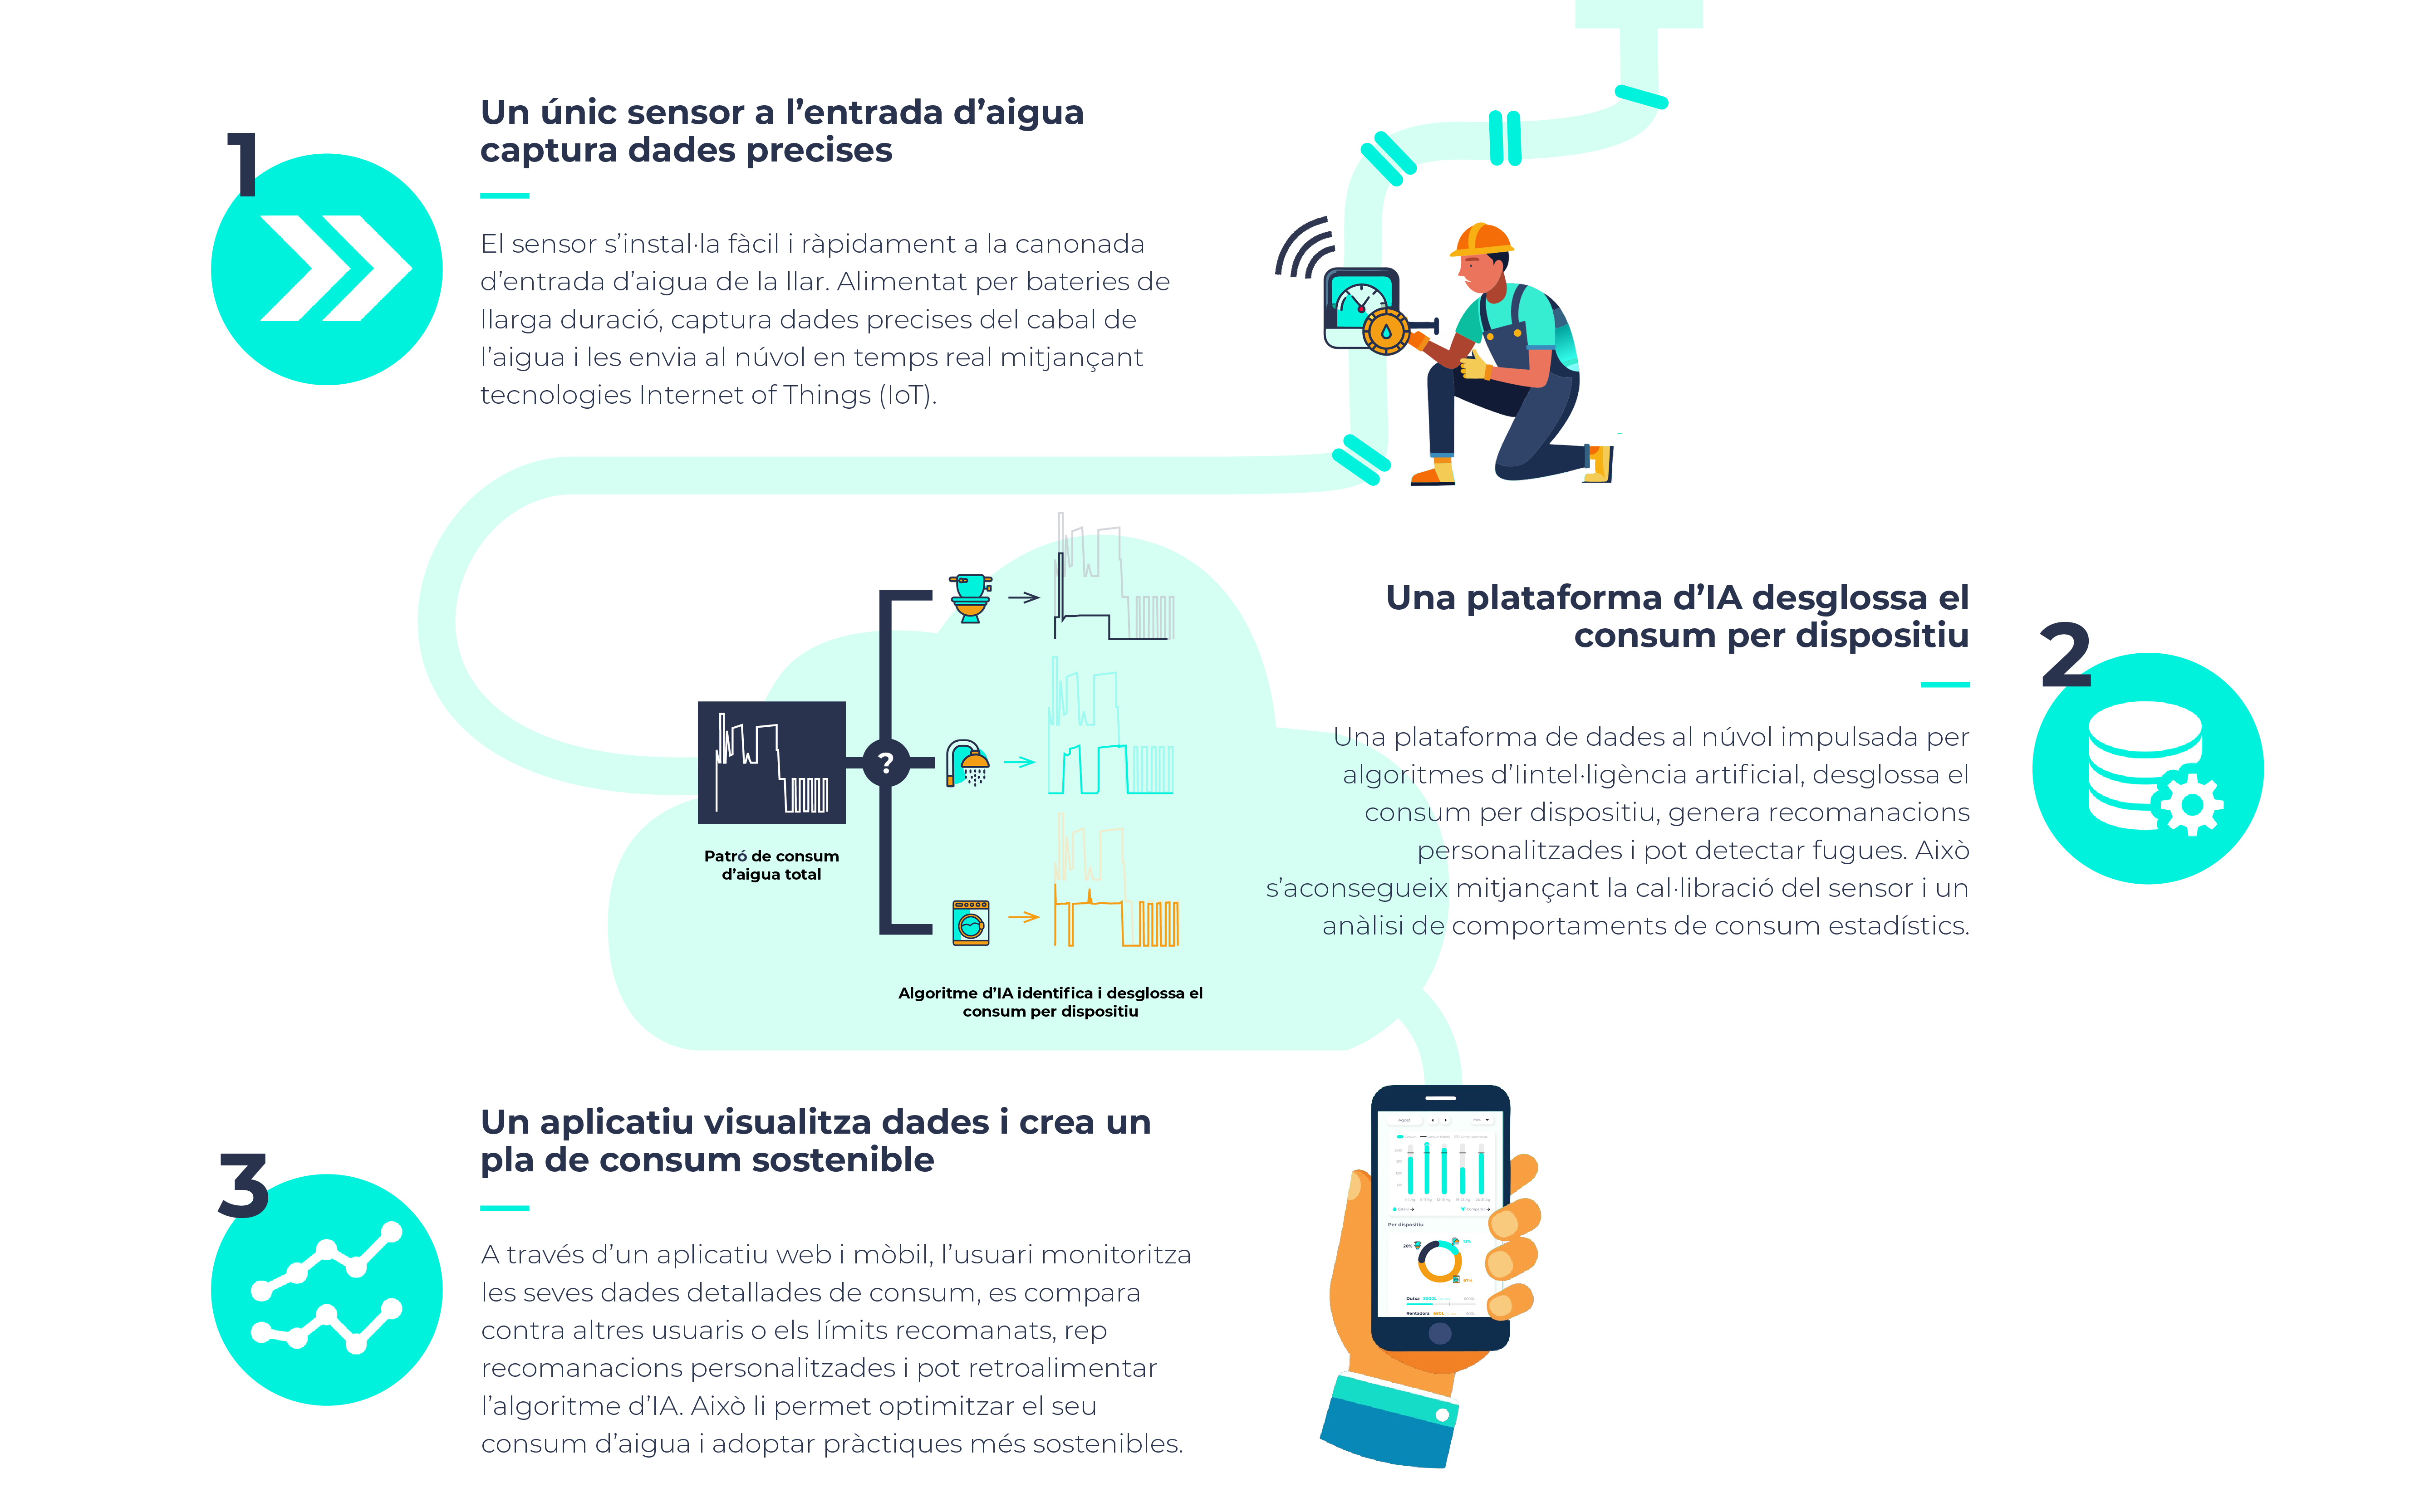 1
Un únic sensor a l’entrada d’aigua
captura dades precises
El sensor s’instal·la fàcil i ràpidament a la canonada
d’entrada d’aigua de la llar. Alimentat per bateries de
llarga duració, captura dades precises del cabal de
l’aigua i les envia al núvol en temps real mitjançant
tecnologies Internet of Things (IoT).
?
Patró de consum
d’aigua total
Algoritme d’IA identifica i desglossa el
consum per dispositiu
2
Una plataforma d’IA desglossa el
consum per dispositiu
Una plataforma de dades al núvol impulsada per
algoritmes d’Iintel·ligència artificial, desglossa el
consum per dispositiu, genera recomanacions
personalitzades i pot detectar fugues. Això
s’aconsegueix mitjançant la cal·libració del sensor i un
anàlisi de comportaments de consum estadístics.
3
Un aplicatiu visualitza dades i crea un
pla de consum sostenible
A través d’un aplicatiu web i mòbil, l’usuari monitoritza
les seves dades detallades de consum, es compara
contra altres usuaris o els límits recomanats, rep
recomanacions personalitzades i pot retroalimentar
l’algoritme d’IA. Això li permet optimitzar el seu
consum d’aigua i adoptar pràctiques més sostenibles.
Agost
Per dispositiu
20%
Dutxa
Rentadora